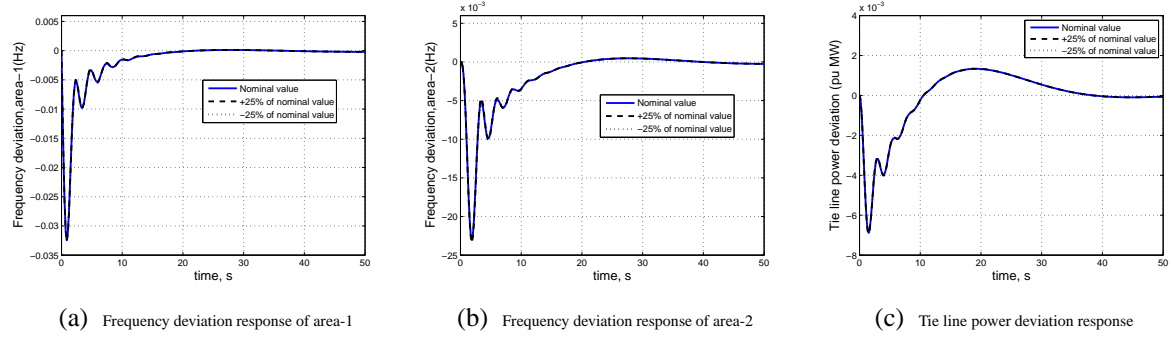 0.005
0
−0.005
−0.01
−0.015
−0.02
−0.025
−0.03
−0.035
Frequency deviation,area−1(Hz)
Nominal value
+25% of nominal value
−25% of nominal value
0 10 20 30 40 50
time, s
(a) Frequency deviation response of area-1
x 10⁻³
5
0
−5
−10
−15
−20
−25
Frequency deviation,area−2(Hz)
Nominal value
+25% of nominal value
−25% of nominal value
0 10 20 30 40 50
time, s
(b) Frequency deviation response of area-2
x 10⁻³
4
2
0
−2
−4
−6
−8
Tie line power deviation (pu MW)
Nominal value
+25% of nominal value
−25% of nominal value
0 10 20 30 40 50
time, s
(c) Tie line power deviation response